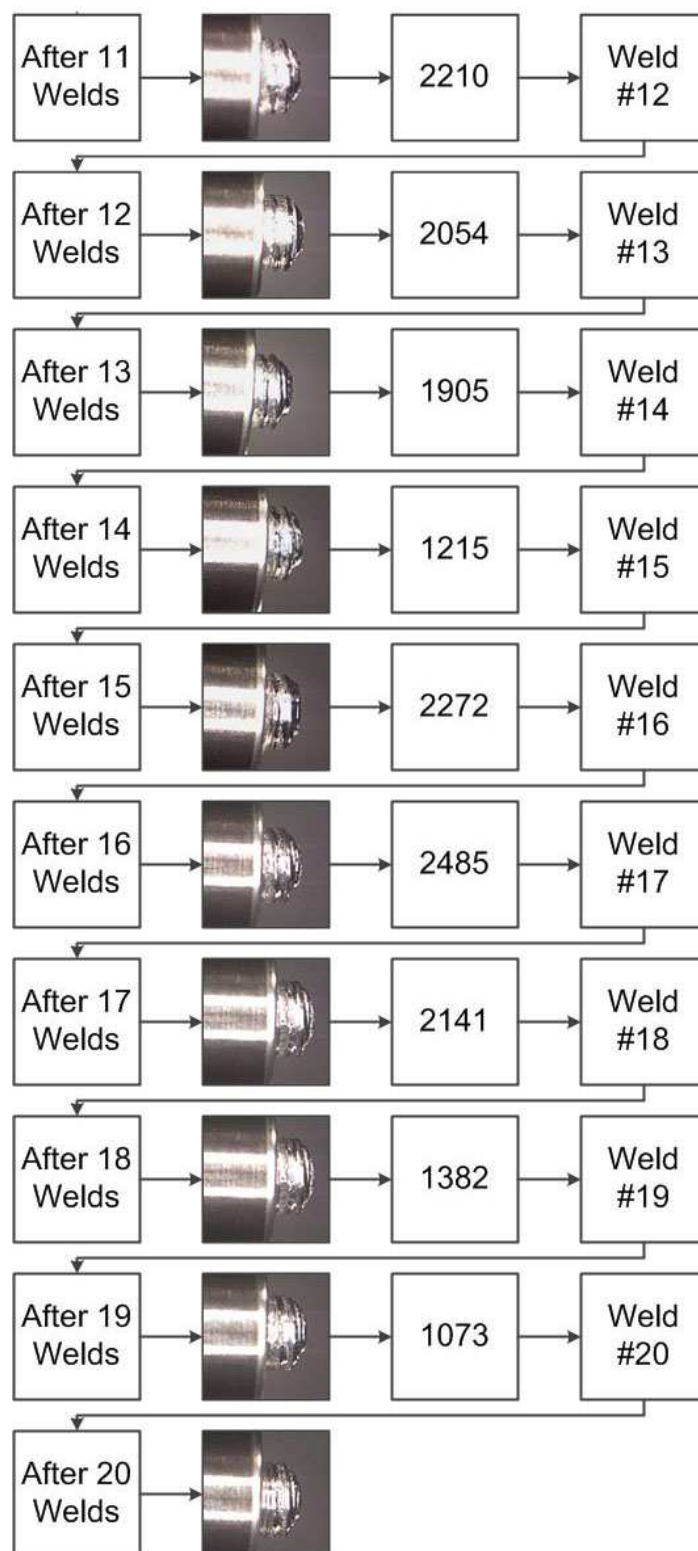 After 11
Welds
2210
Weld
#12
After 12
Welds
2054
Weld
#13
After 13
Welds
1905
Weld
#14
After 14
Welds
1215
Weld
#15
After 15
Welds
2272
Weld
#16
After 16
Welds
2485
Weld
#17
After 17
Welds
2141
Weld
#18
After 18
Welds
1382
Weld
#19
After 19
Welds
1073
Weld
#20
After 20
Welds